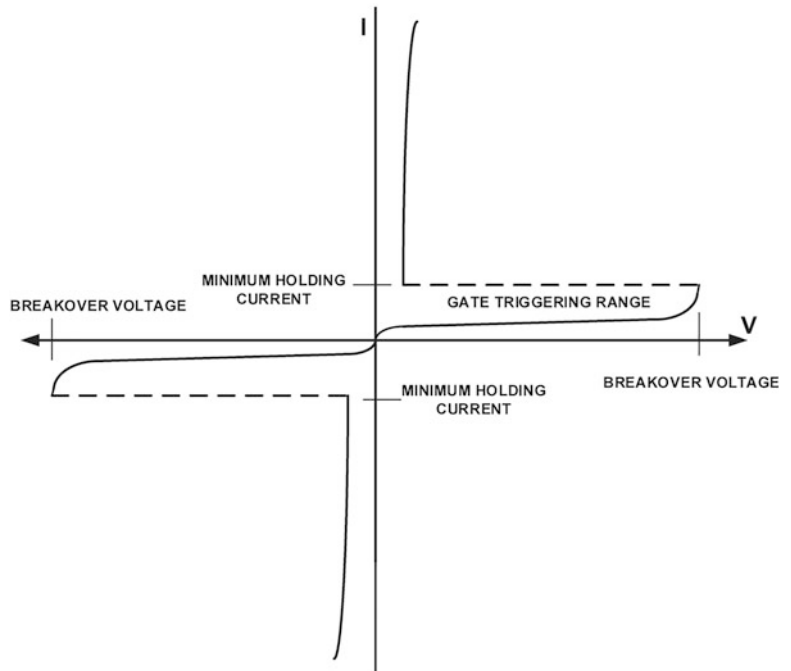 I
MINIMUM HOLDING
CURRENT
BREAKOVER VOLTAGE
GATE TRIGGERING RANGE
V
BREAKOVER VOLTAGE
MINIMUM HOLDING
CURRENT